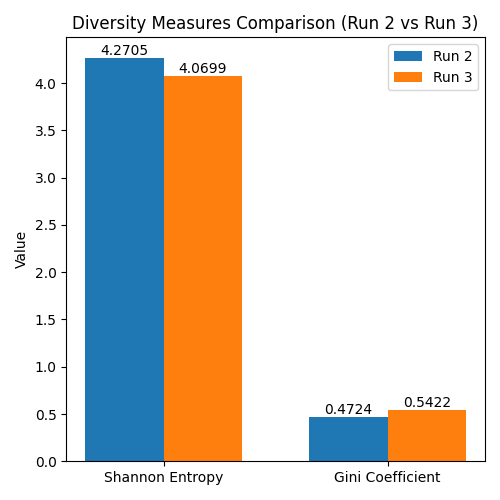 Diversity Measures Comparison (Run 2 vs Run 3)
4.2705
4.0699
0.4724
0.5422
Run 2
Run 3
Value
4.0
3.5
3.0
2.5
2.0
1.5
1.0
0.5
0.0
Shannon Entropy
Gini Coefficient